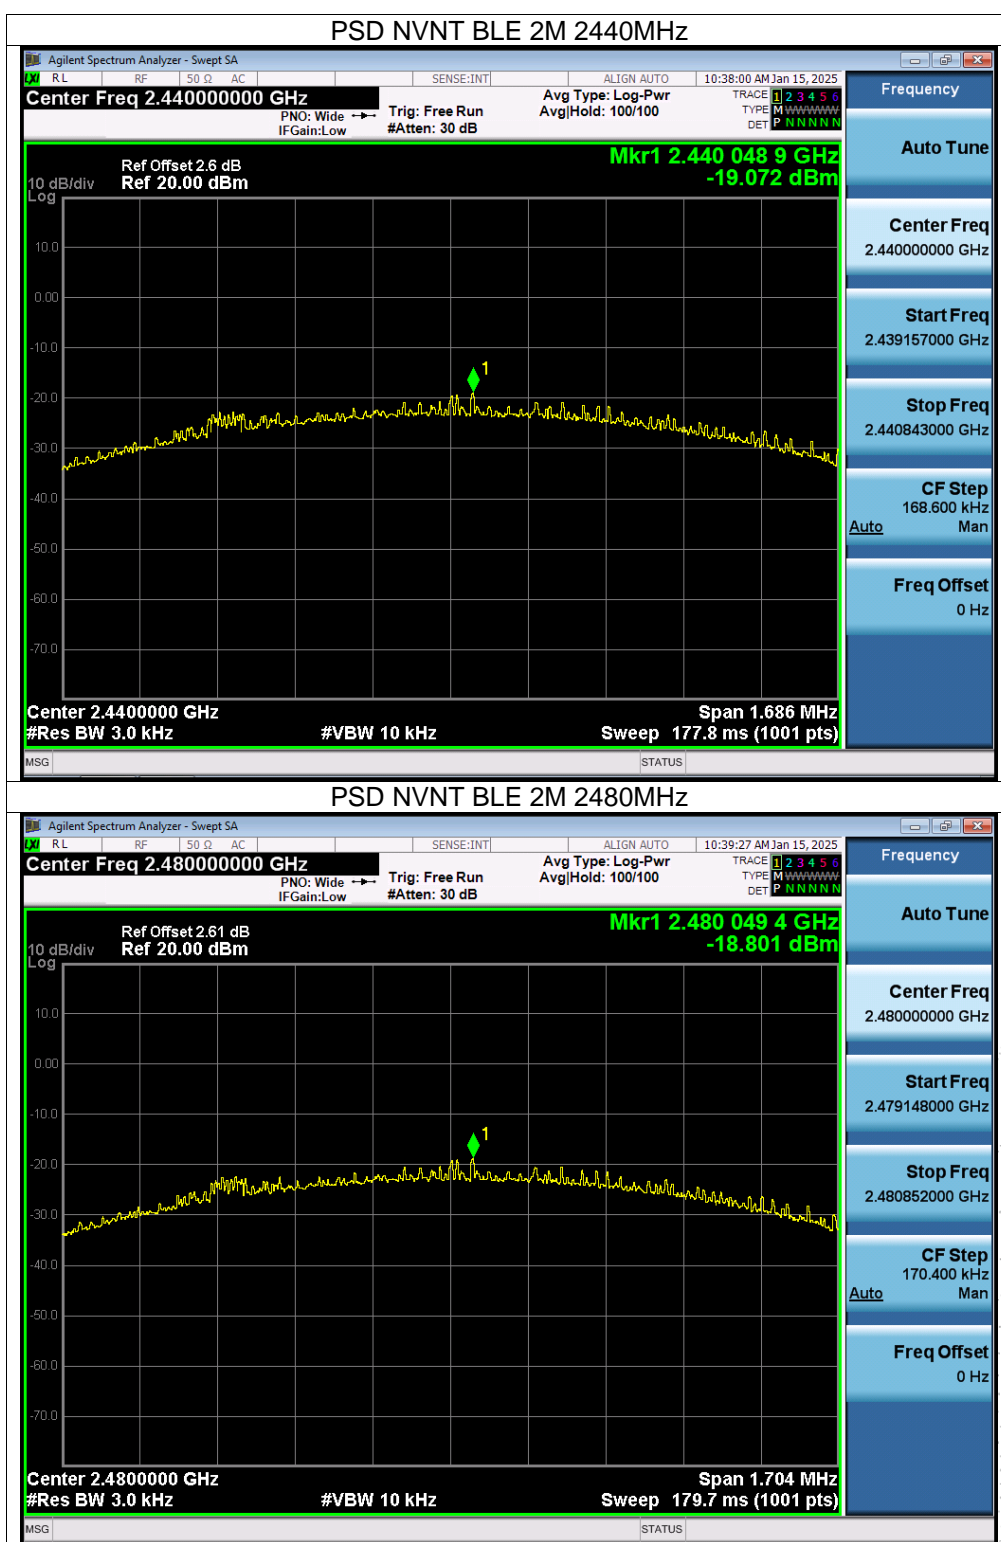 PSD NVNT BLE 2M 2440MHz
Agilent Spectrum Analyzer - Swept SA
LXI RL RF 50 Ω AC SENSE:INT ALIGN AUTO 10:38:00 AM Jan 15, 2025
Center Freq 2.440000000 GHz
PNO: Wide
IFGain:Low
Trig: Free Run
#Atten: 30 dB
Avg Type: Log-Pwr
Avg|Hold: 100/100
TRACE 1 2 3 4 5 6
TYPE M WWWWW
DET P N N N N N
Ref Offset 2.6 dB
10 dB/div Ref 20.00 dBm
Log
Mkr1 2.440 048 9 GHz
-19.072 dBm
10.0
0.00
-10.0
-20.0
-30.0
-40.0
-50.0
-60.0
-70.0
1
Center 2.4400000 GHz
Span 1.686 MHz
#Res BW 3.0 kHz
#VBW 10 kHz
Sweep 177.8 ms (1001 pts)
MSG
STATUS
Frequency
Auto Tune
Center Freq
2.440000000 GHz
Start Freq
2.439157000 GHz
Stop Freq
2.440843000 GHz
CF Step
168.600 kHz
Auto Man
Freq Offset
0 Hz
PSD NVNT BLE 2M 2480MHz
Agilent Spectrum Analyzer - Swept SA
LXI RL RF 50 Ω AC SENSE:INT ALIGN AUTO 10:39:27 AM Jan 15, 2025
Center Freq 2.480000000 GHz
PNO: Wide
IFGain:Low
Trig: Free Run
#Atten: 30 dB
Avg Type: Log-Pwr
Avg|Hold: 100/100
TRACE 1 2 3 4 5 6
TYPE M WWWWW
DET P N N N N N
Ref Offset 2.61 dB
10 dB/div Ref 20.00 dBm
Log
Mkr1 2.480 049 4 GHz
-18.801 dBm
10.0
0.00
-10.0
-20.0
-30.0
-40.0
-50.0
-60.0
-70.0
1
Center 2.4800000 GHz
Span 1.704 MHz
#Res BW 3.0 kHz
#VBW 10 kHz
Sweep 179.7 ms (1001 pts)
MSG
STATUS
Frequency
Auto Tune
Center Freq
2.480000000 GHz
Start Freq
2.479148000 GHz
Stop Freq
2.480852000 GHz
CF Step
170.400 kHz
Auto Man
Freq Offset
0 Hz